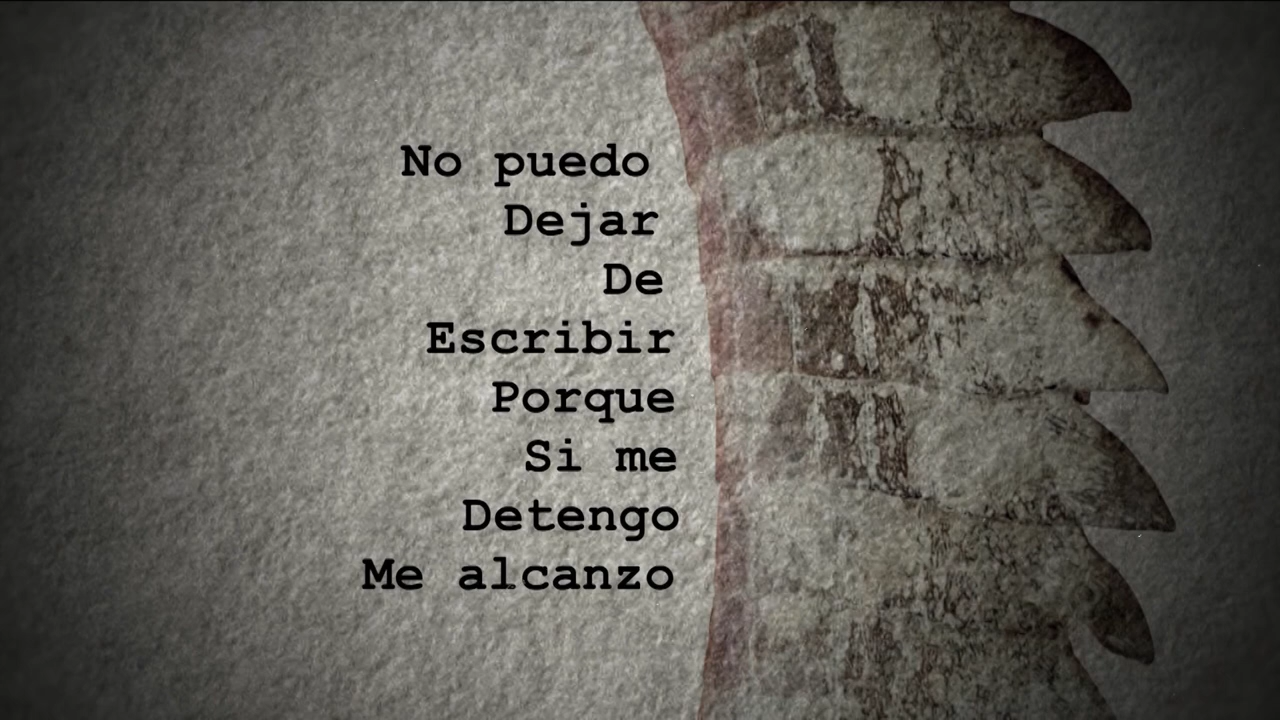 No puedo
Dejar
De
Escribir
Porque
Si me
Detengo
Me alcanzo